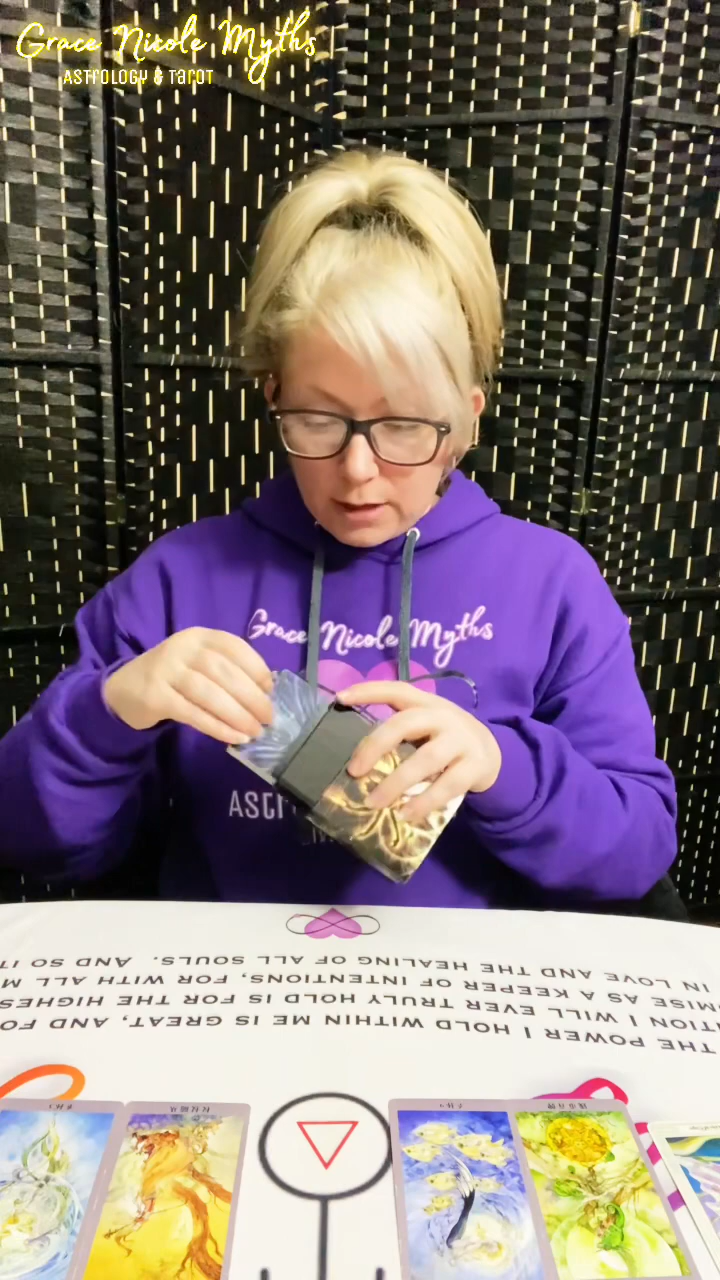 Grace Nicole Myths
ASTROLOGY & TAROT
Grace Nicole Myths
THE POWER I HOLD WITHIN ME IS GREAT, AND FO
TION I WILL EVER TRULY HOLD IS FOR THE HIGHES
MISE AS A KEEPER OF INTENTIONS, FOR WITH ALL M
IN LOVE AND THE HEALING OF ALL SOULS. AND SO IT